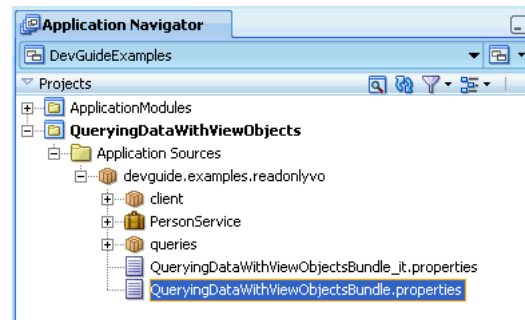 Application Navigator
DevGuideExamples
Projects
ApplicationModules
QueryingDataWithViewObjects
Application Sources
devguide.examples.readonlyvo
client
PersonService
queries
QueryingDataWithViewObjectsBundle_it.properties
QueryingDataWithViewObjectsBundle.properties